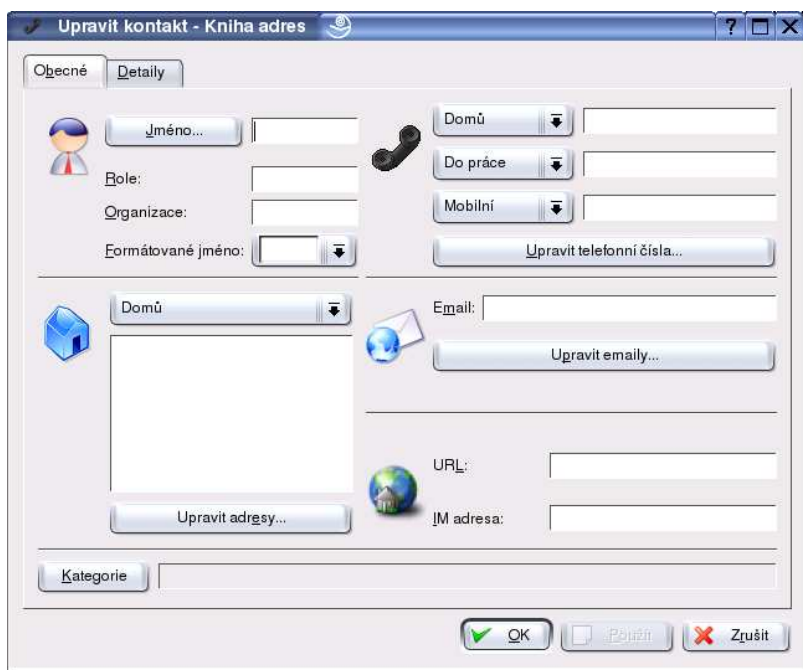 Upravit kontakt - Kniha adres
?
Obecné
Detaily
Jméno...
Role:
Organizace:
Formátované jméno:
Domů
Do práce
Mobilní
Upravit telefonní čísla...
Domů
Upravit adresy...
Email:
Upravit emaily...
URL:
IM adresa:
Kategorie
OK
Použít
Zrušit